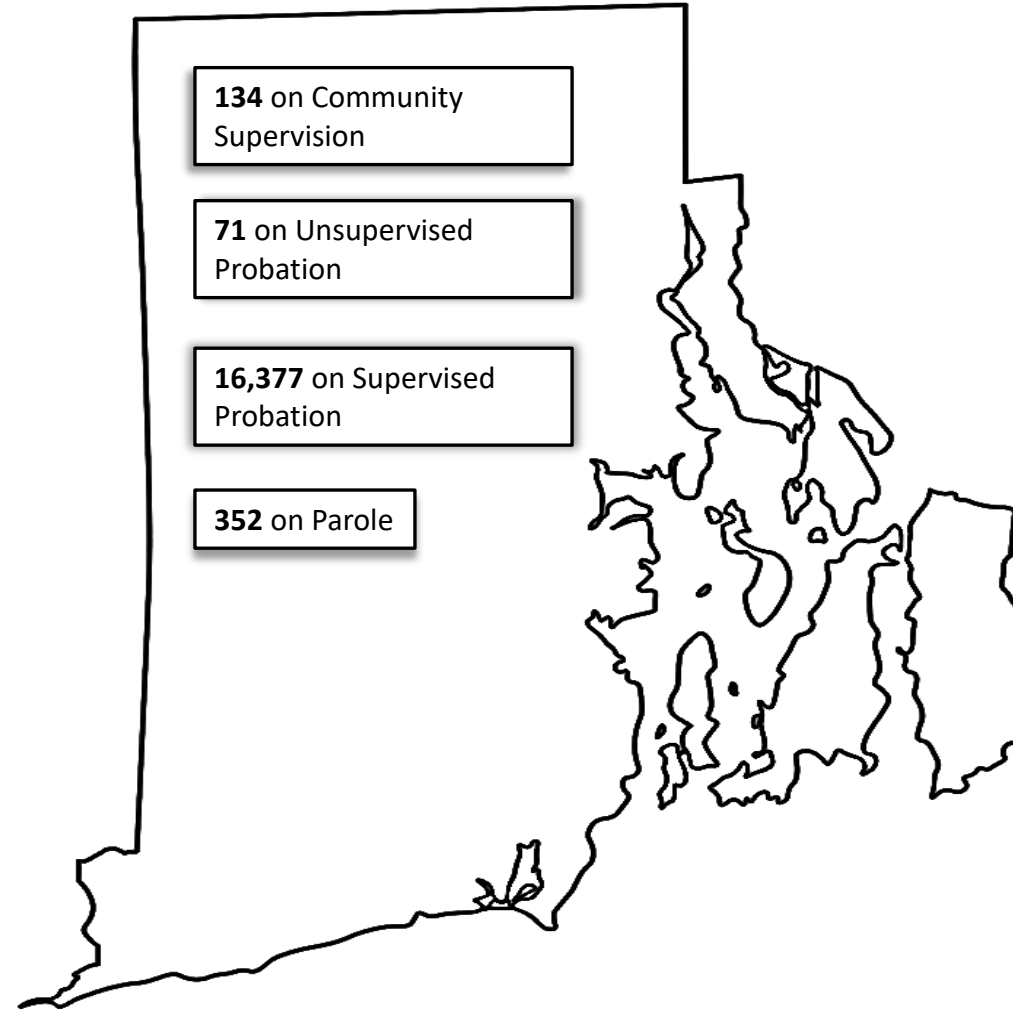 134 on Community
Supervision
71 on Unsupervised
Probation
16,377 on Supervised
Probation
352 on Parole